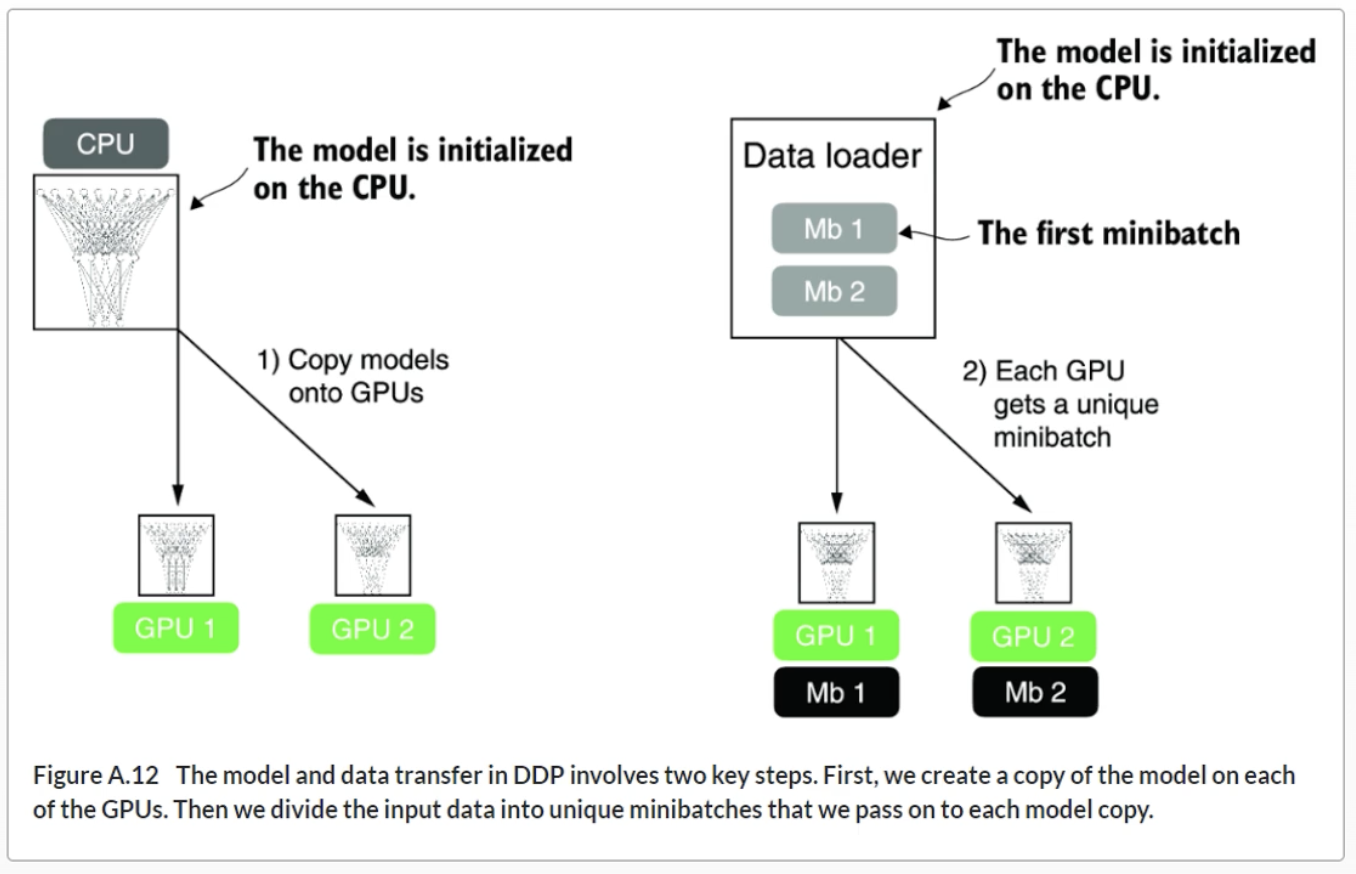 CPU
The model is initialized
on the CPU.
1) Copy models
onto GPUs
GPU 1
GPU 2
The model is initialized
on the CPU.
Data loader
Mb 1
The first minibatch
Mb 2
2) Each GPU
gets a unique
minibatch
GPU 1
GPU 2
Mb 1
Mb 2
Figure A.12 The model and data transfer in DDP involves two key steps. First, we create a copy of the model on each
of the GPUs. Then we divide the input data into unique minibatches that we pass on to each model copy.